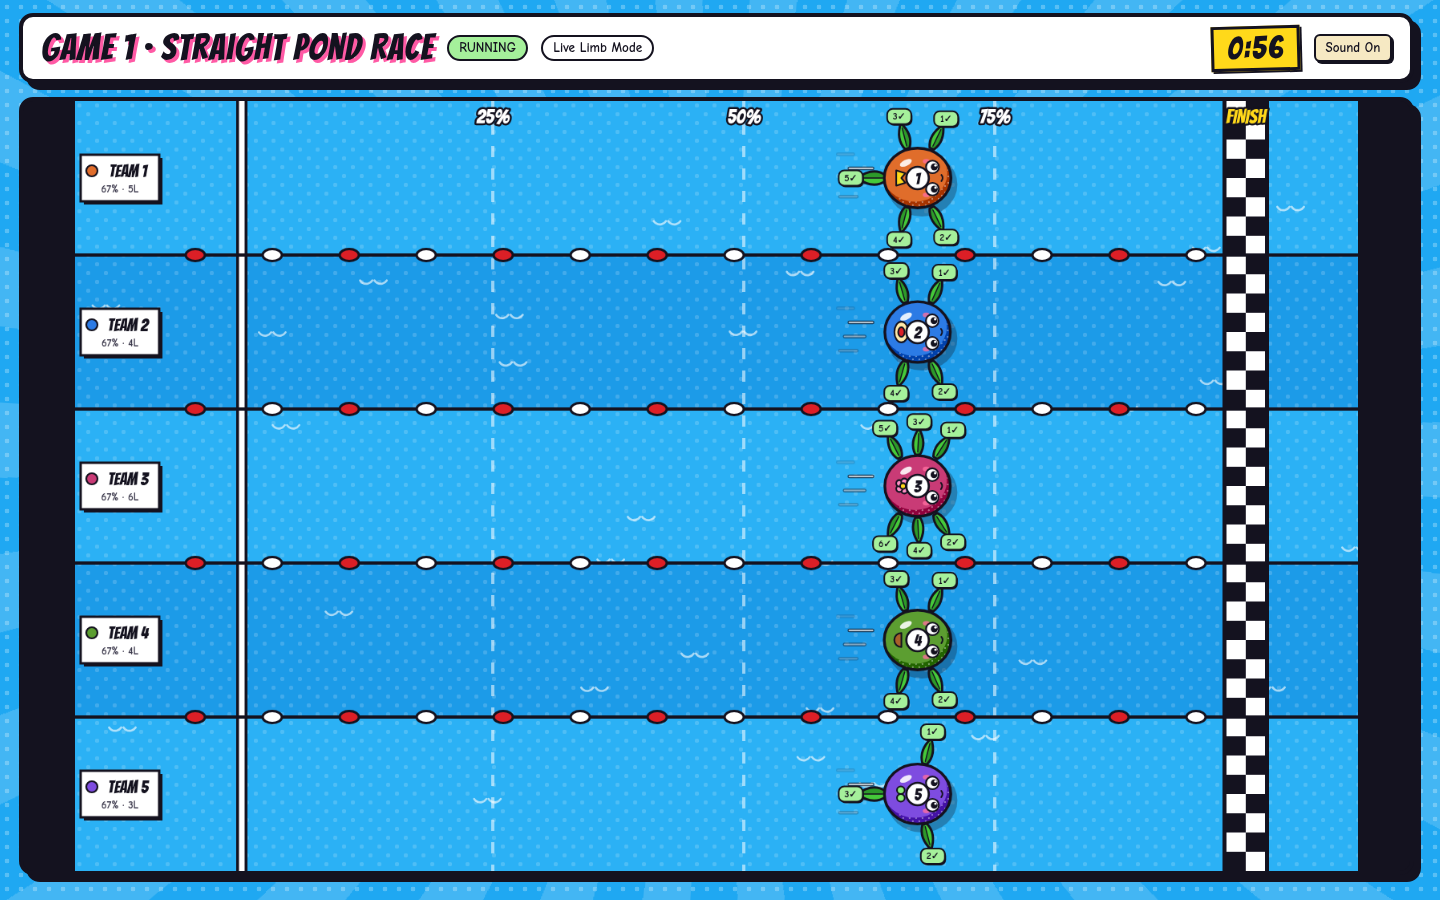 GAME 1 • STRAIGHT POND RACE
RUNNING
Live Limb Mode
0:56
Sound On
25%
50%
75%
FINISH
TEAM 1
67% · 5L
3✓
1✓
5✓
1
4✓
2✓
TEAM 2
67% · 4L
3✓
1✓
2
4✓
2✓
TEAM 3
67% · 6L
5✓
3✓
1✓
3
6✓
4✓
2✓
TEAM 4
67% · 4L
3✓
1✓
4
4✓
2✓
TEAM 5
67% · 3L
1✓
3✓
5
2✓